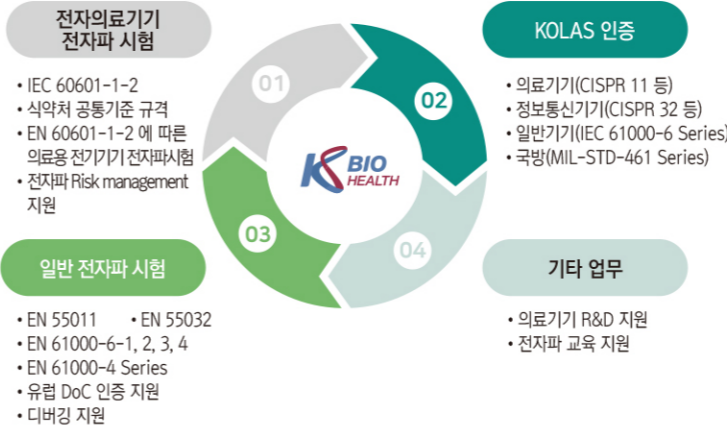 전자의료기기
전자파 시험
01
• IEC 60601-1-2
• 식약처 공통기준 규격
• EN 60601-1-2 에 따른
의료용 전기기기 전자파시험
• 전자파 Risk management
지원
KOLAS 인증
02
• 의료기기(CISPR 11 등)
• 정보통신기기(CISPR 32 등)
• 일반기기(IEC 61000-6 Series)
• 국방(MIL-STD-461 Series)
K BIO
HEALTH
일반 전자파 시험
03
• EN 55011 • EN 55032
• EN 61000-6-1, 2, 3, 4
• EN 61000-4 Series
• 유럽 DoC 인증 지원
• 디버깅 지원
기타 업무
04
• 의료기기 R&D 지원
• 전자파 교육 지원